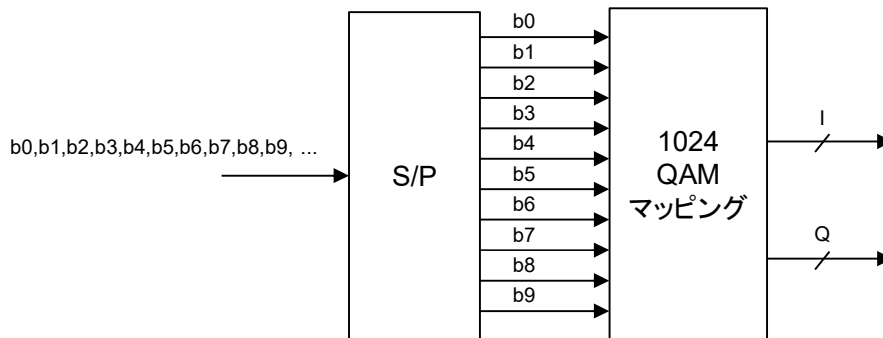 b0,b1,b2,b3,b4,b5,b6,b7,b8,b9, ...
S/P
b0
b1
b2
b3
b4
b5
b6
b7
b8
b9
1024
QAM
マッピング
I
Q